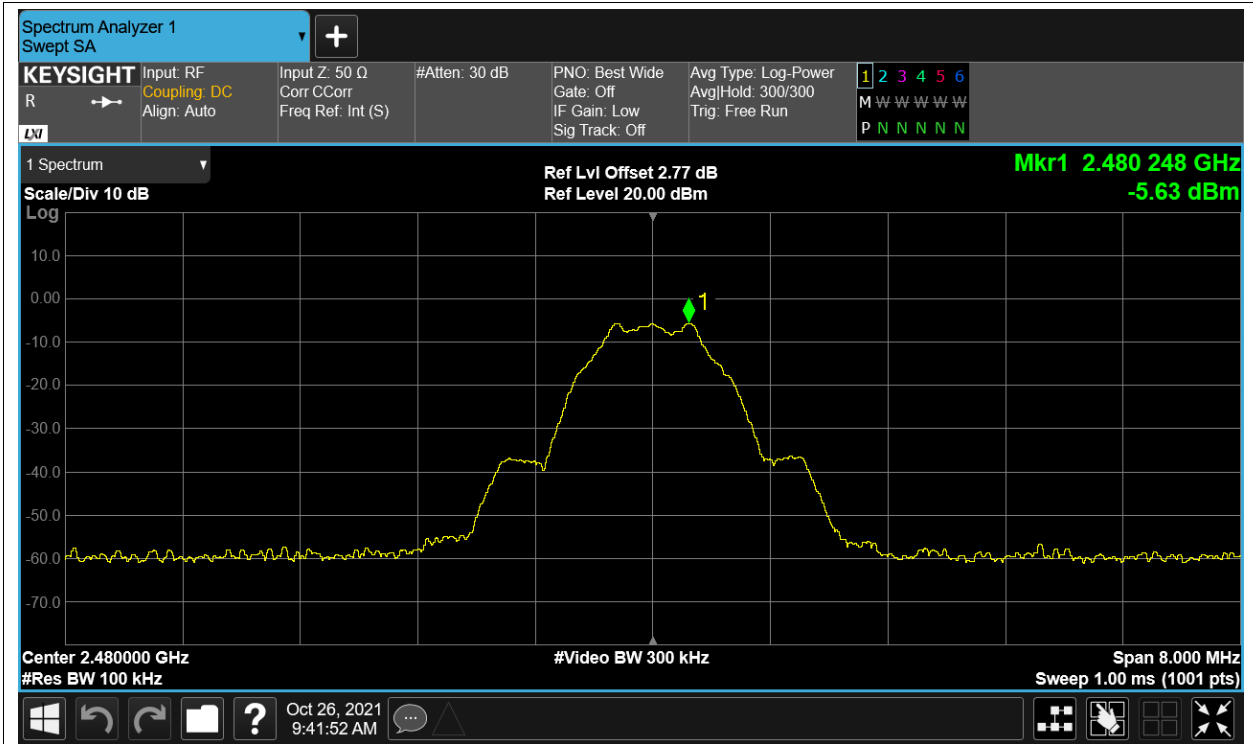 Spectrum Analyzer 1
Swept SA
+
KEYSIGHT
R
LXI
Input: RF
Coupling: DC
Align: Auto
Input Z: 50 Ω
Corr CCorr
Freq Ref: Int (S)
#Atten: 30 dB
PNO: Best Wide
Gate: Off
IF Gain: Low
Sig Track: Off
Avg Type: Log-Power
Avg|Hold: 300/300
Trig: Free Run
1 2 3 4 5 6
M W W W W W
P N N N N N
1 Spectrum
Scale/Div 10 dB
Log
Ref Lvl Offset 2.77 dB
Ref Level 20.00 dBm
Mkr1 2.480 248 GHz
-5.63 dBm
10.0
0.00
1
-10.0
-20.0
-30.0
-40.0
-50.0
-60.0
-70.0
Center 2.480000 GHz
#Video BW 300 kHz
Span 8.000 MHz
#Res BW 100 kHz
Sweep 1.00 ms (1001 pts)
?
Oct 26, 2021
9:41:52 AM